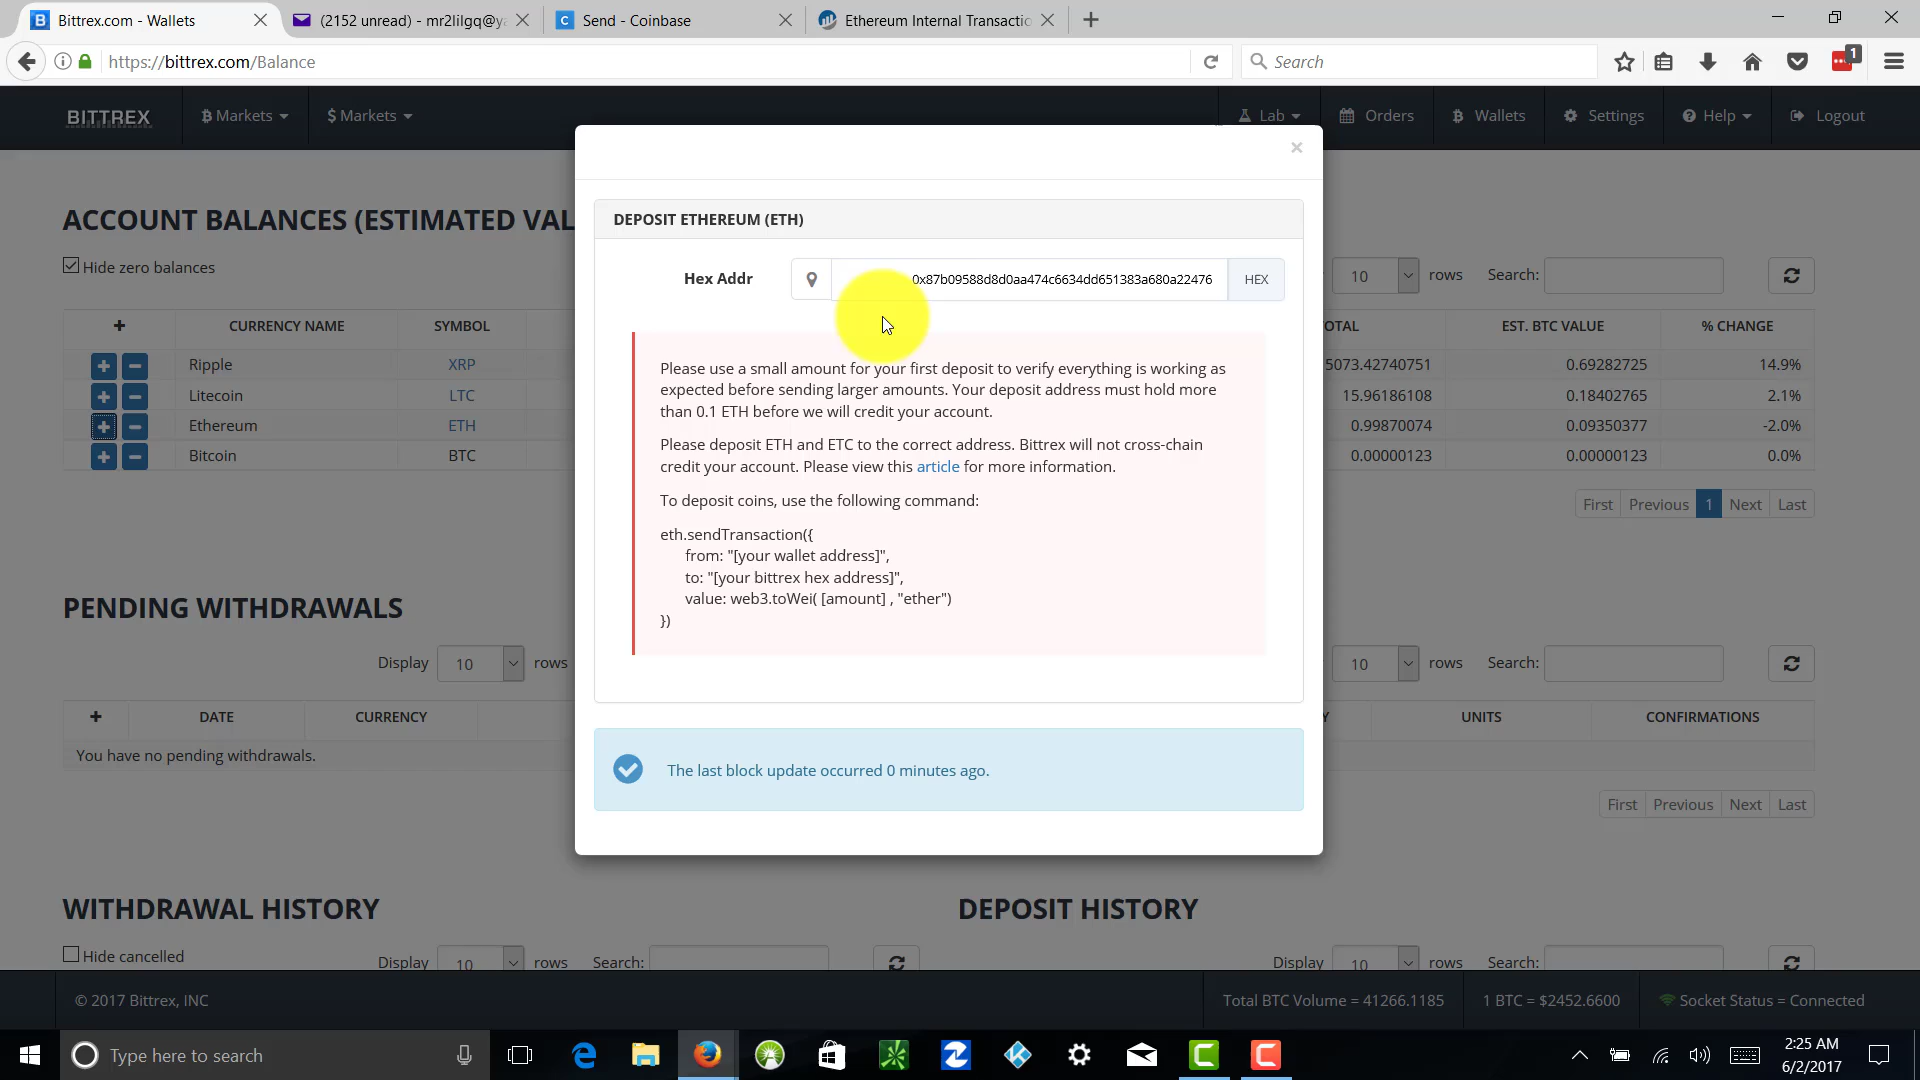 Bittrex.com - Wallets
(2152 unread) - mr2lilgq@ya
Send - Coinbase
Ethereum Internal Transactio
https://bittrex.com/Balance
Search
1
BITTREX
Markets
$ Markets
Lab
Orders
Wallets
Settings
Help
Logout
×
ACCOUNT BALANCES (ESTIMATED VAL
Hide zero balances
10
rows
Search:
CURRENCY NAME
SYMBOL
OTAL
EST. BTC VALUE
% CHANGE
Ripple
XRP
5073.42740751
0.69282725
14.9%
Litecoin
LTC
15.96186108
0.18402765
2.1%
Ethereum
ETH
0.99870074
0.09350377
-2.0%
Bitcoin
BTC
0.00000123
0.00000123
0.0%
First
Previous
1
Next
Last
DEPOSIT ETHEREUM (ETH)
Hex Addr
0x87b09588d8d0aa474c6634dd651383a680a22476
HEX
Please use a small amount for your first deposit to verify everything is working as
expected before sending larger amounts. Your deposit address must hold more
than 0.1 ETH before we will credit your account.
Please deposit ETH and ETC to the correct address. Bittrex will not cross-chain
credit your account. Please view this article for more information.
To deposit coins, use the following command:
eth.sendTransaction({
from: "[your wallet address]",
to: "[your bittrex hex address]",
value: web3.toWei( [amount] , "ether")
})
The last block update occurred 0 minutes ago.
PENDING WITHDRAWALS
Display
10
rows
10
rows
Search:
DATE
CURRENCY
Y
UNITS
CONFIRMATIONS
You have no pending withdrawals.
First
Previous
Next
Last
WITHDRAWAL HISTORY
DEPOSIT HISTORY
Hide cancelled
Display
10
rows
Search:
Display
10
rows
Search:
© 2017 Bittrex, INC
Total BTC Volume = 41266.1185
1 BTC = $2452.6600
Socket Status = Connected
Type here to search
2:25 AM
6/2/2017